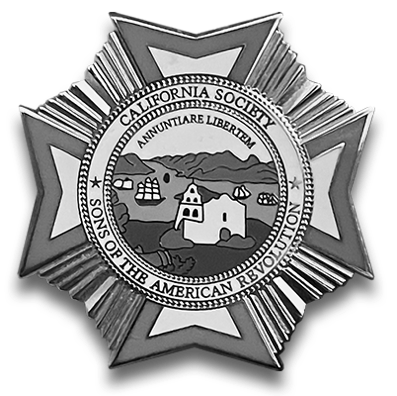 CALIFORNIA SOCIETY
ANNUNTIARE LIBERTEM
★ SONS OF THE AMERICAN REVOLUTION ★